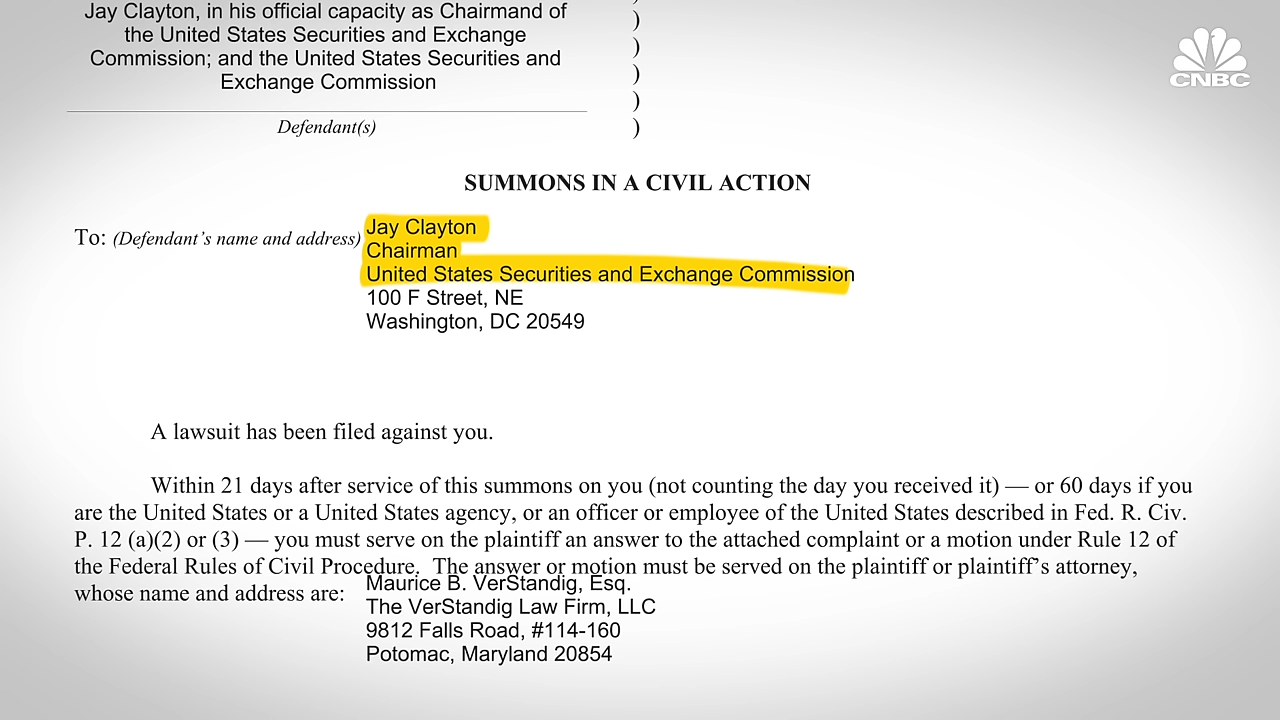 Jay Clayton, in his official capacity as Chairmand of
the United States Securities and Exchange
Commission; and the United States Securities and
Exchange Commission
)
)
)
)
)
)
Defendant(s)
CNBC
SUMMONS IN A CIVIL ACTION
To: (Defendant's name and address)
Jay Clayton
Chairman
United States Securities and Exchange Commission
100 F Street, NE
Washington, DC 20549
A lawsuit has been filed against you.
Within 21 days after service of this summons on you (not counting the day you received it) — or 60 days if you
are the United States or a United States agency, or an officer or employee of the United States described in Fed. R. Civ.
P. 12 (a)(2) or (3) — you must serve on the plaintiff an answer to the attached complaint or a motion under Rule 12 of
the Federal Rules of Civil Procedure.  The answer or motion must be served on the plaintiff or plaintiff's attorney,
whose name and address are:
Maurice B. VerStandig, Esq.
The VerStandig Law Firm, LLC
9812 Falls Road, #114-160
Potomac, Maryland 20854